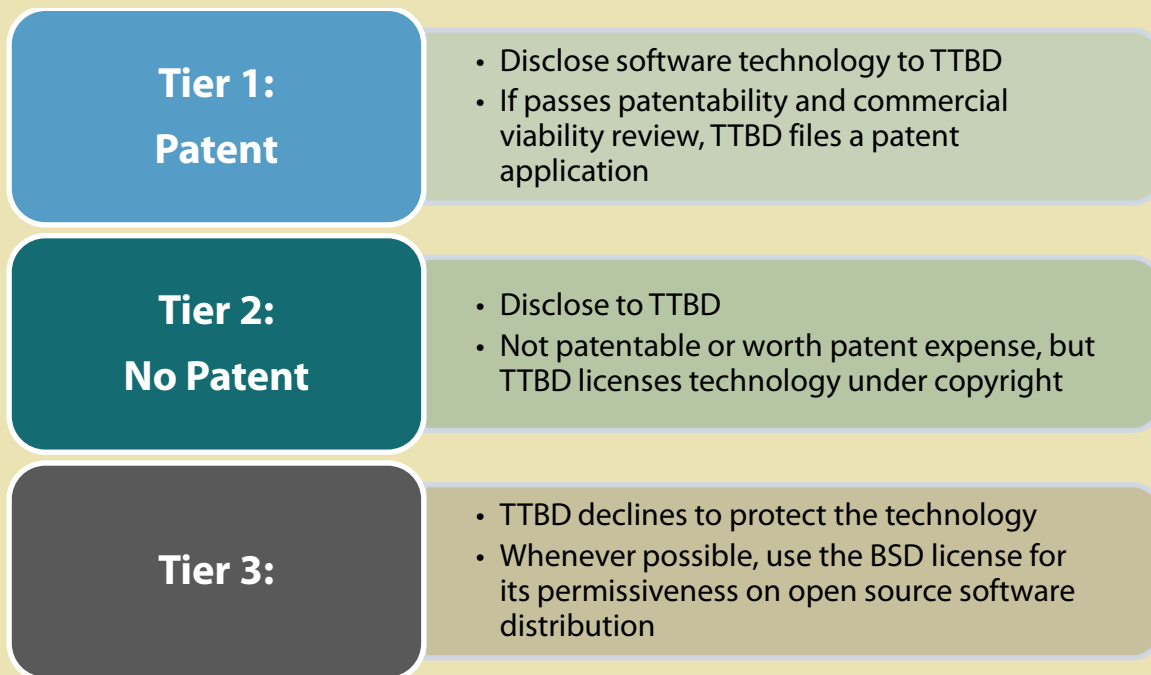 Tier 1:
Patent
• Disclose software technology to TTBD
• If passes patentability and commercial
viability review, TTBD files a patent
application
Tier 2:
No Patent
• Disclose to TTBD
• Not patentable or worth patent expense, but
TTBD licenses technology under copyright
Tier 3:
• TTBD declines to protect the technology
• Whenever possible, use the BSD license for
its permissiveness on open source software
distribution